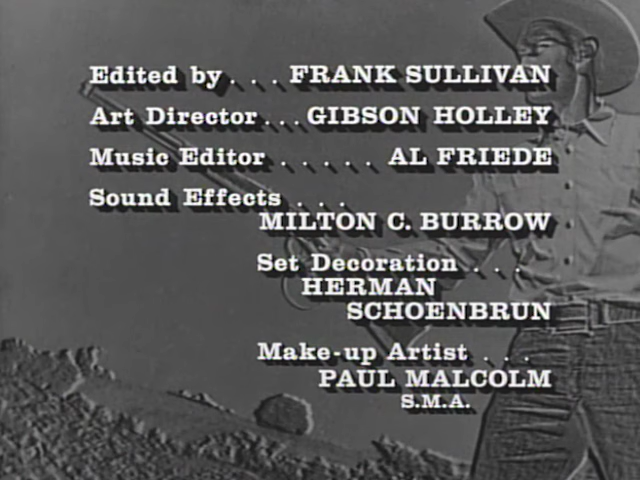 Edited by . . . FRANK SULLIVAN
Art Director . . . GIBSON HOLLEY
Music Editor . . . . . AL FRIEDE
Sound Effects . . .
MILTON C. BURROW
Set Decoration . . .
HERMAN
SCHOENBRUN
Make-up Artist . . .
PAUL MALCOLM
S.M.A.